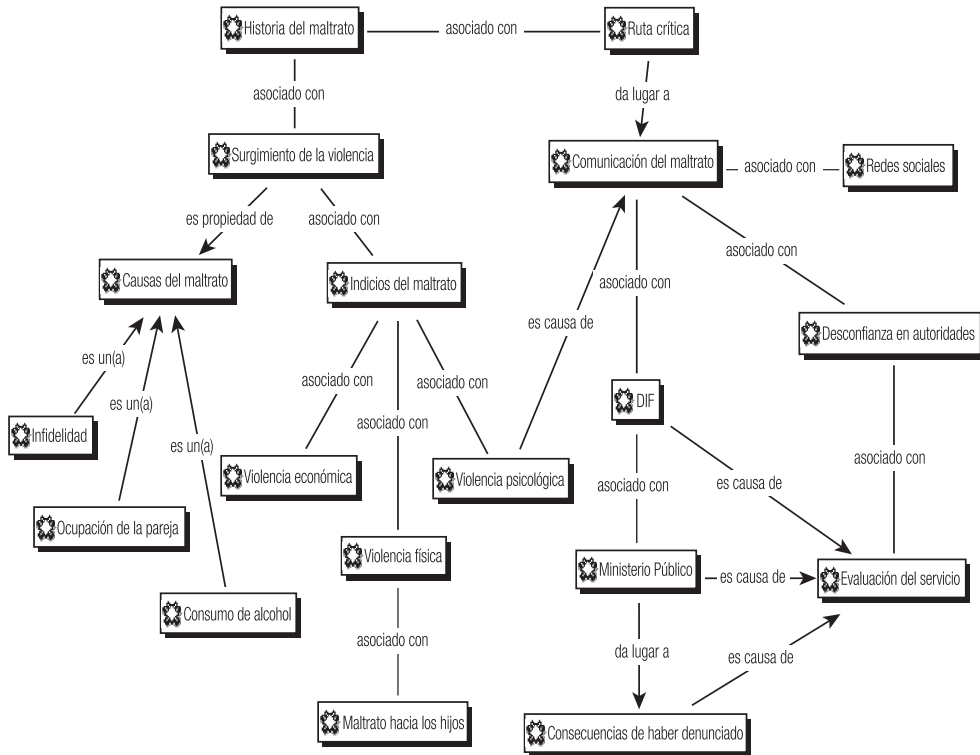 Historia del maltrato
asociado con
Ruta crítica
asociado con
da lugar a
Surgimiento de la violencia
Comunicación del maltrato
asociado con
Redes sociales
es propiedad de
asociado con
asociado con
asociado con
Causas del maltrato
Indicios del maltrato
es causa de
Desconfianza en autoridades
es un(a)
asociado con
asociado con
es un(a)
asociado con
DIF
Infidelidad
es un(a)
asociado con
Violencia económica
Violencia psicológica
asociado con
es causa de
Ocupación de la pareja
Violencia física
Ministerio Público
es causa de
Evaluación del servicio
Consumo de alcohol
asociado con
da lugar a
es causa de
Maltrato hacia los hijos
Consecuencias de haber denunciado